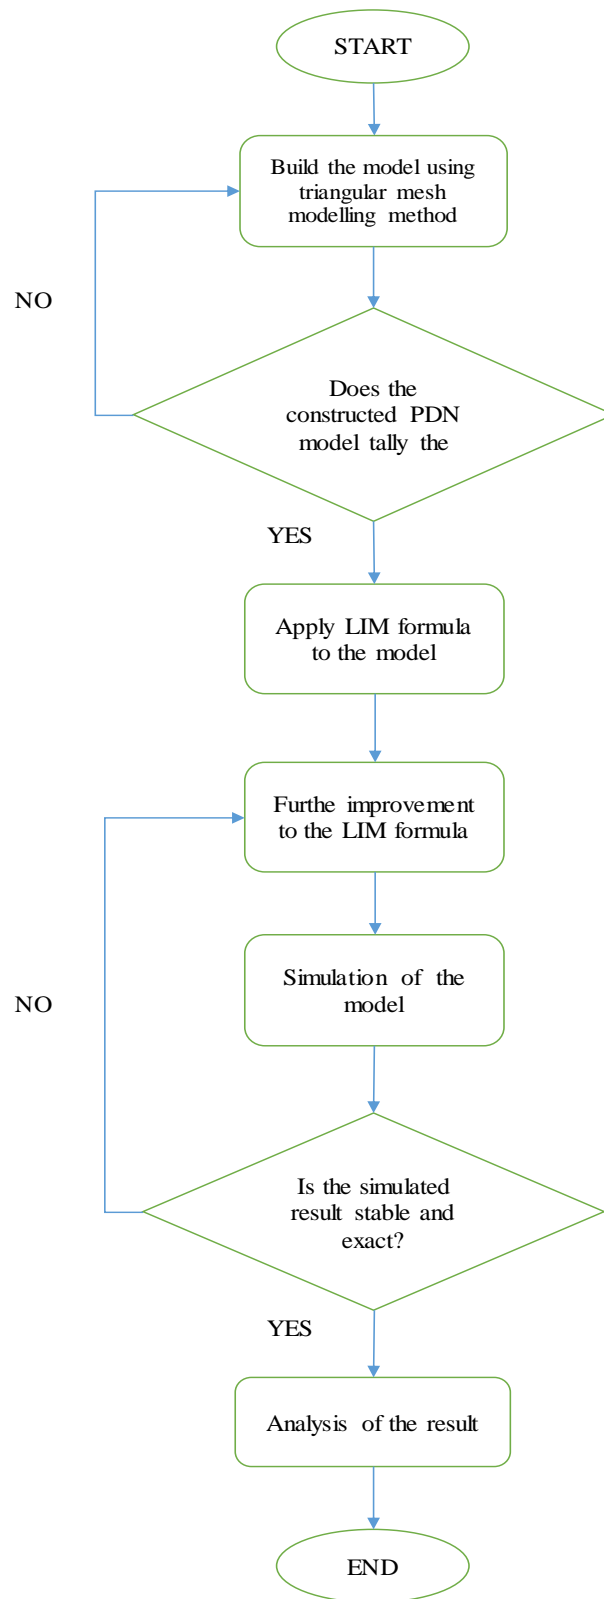 START
Build the model using
triangular mesh
modelling method
NO
Does the
constructed PDN
model tally the
YES
Apply LIM formula
to the model
Furthe improvement
to the LIM formula
Simulation of the
model
NO
Is the simulated
result stable and
exact?
YES
Analysis of the result
END